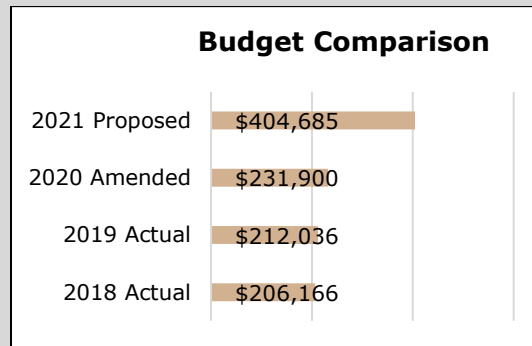 Budget Comparison
2021 Proposed $404,685
2020 Amended $231,900
2019 Actual $212,036
2018 Actual $206,166